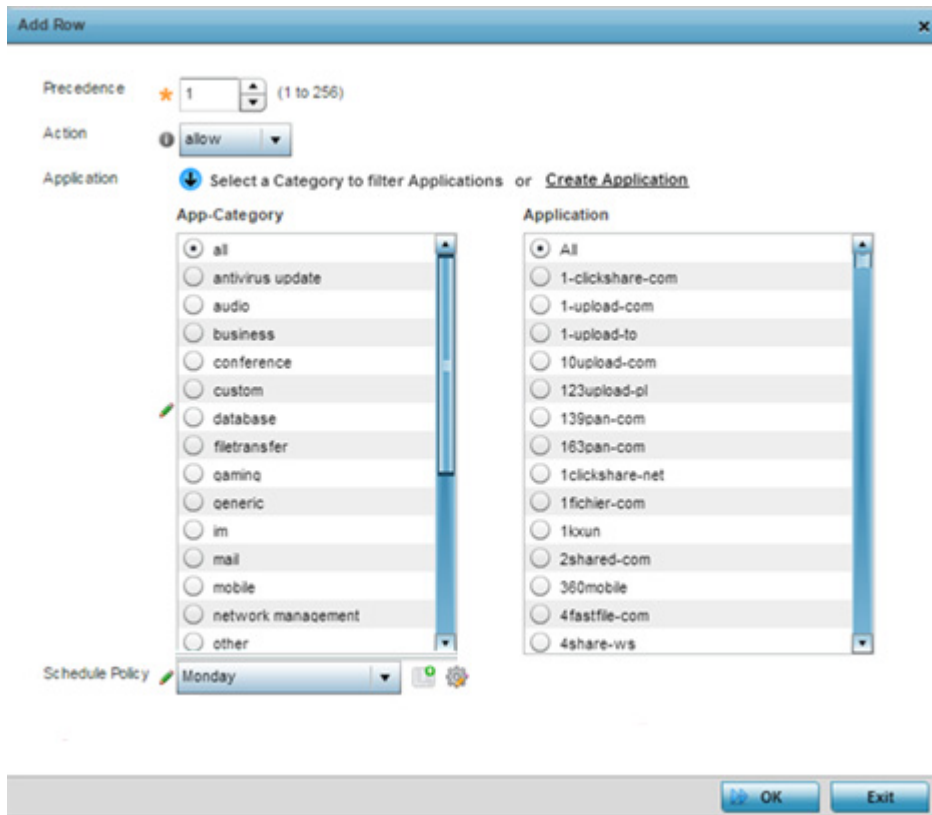 Add Row
Precedence 1 (1 to 256)
Action allow
Application Select a Category to filter Applications or Create Application
App-Category Application
all All
antivirus update 1-clickshare-com
audio 1-upload-com
business 1-upload-to
conference 10upload-com
custom 123upload-pl
database 139pan-com
filetransfer 163pan-com
gaming 1clickshare-net
generic 1fichier-com
im 1kxun
mail 2shared-com
mobile 360mobile
network management 4fastfile-com
other 4share-ws
Schedule Policy Monday
OK Exit